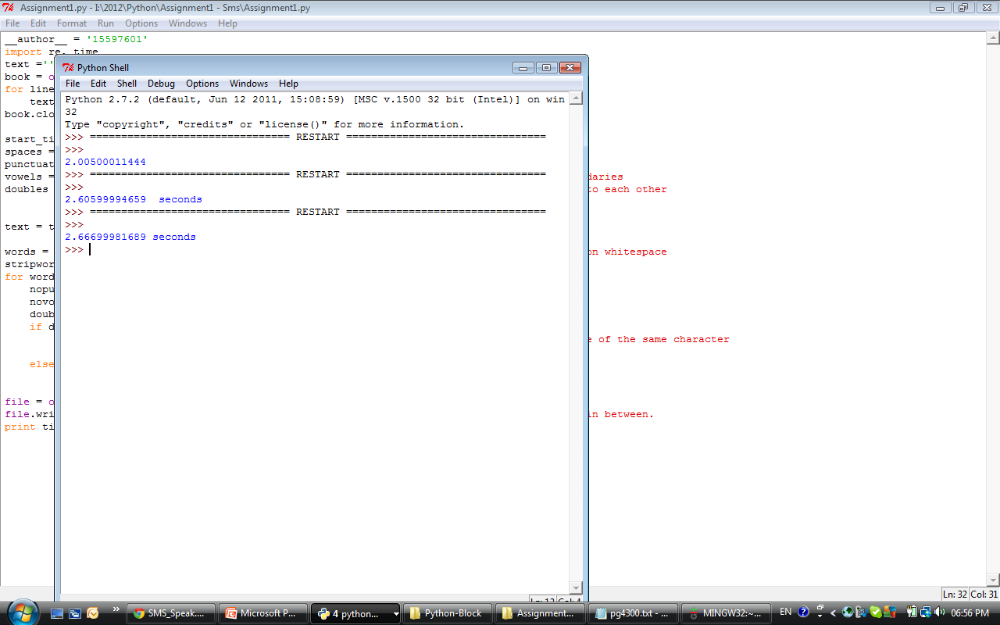 Assignment1.py - I:\2012\Python\Assignment1 - Sms\Assignment1.py
File Edit Format Run Options Windows Help
__author__ = '15597601'
import re, time
text =''
book = o
for line
text
book.clo
start_ti
spaces =
punctuat
vowels = daries
doubles to each other
text = t
words = on whitespace
stripwor
for word
nopu
novo
doub
if d
e of the same character
else
file = o
file.wri in between.
print ti
Python Shell
File Edit Shell Debug Options Windows Help
Python 2.7.2 (default, Jun 12 2011, 15:08:59) [MSC v.1500 32 bit (Intel)] on win
32
Type "copyright", "credits" or "license()" for more information.
>>> ================================ RESTART ================================
>>>
2.00500011444
>>> ================================ RESTART ================================
>>>
2.60599994659  seconds
>>> ================================ RESTART ================================
>>>
2.66699981689 seconds
>>>
Ln: 12 Col: 4
Ln: 32 Col: 31
SMS_Speak.... Microsoft P... 4 python... Python-Block Assignment... pg4300.txt - ... MINGW32:~... EN 06:56 PM